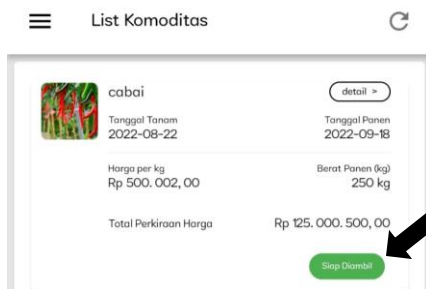 List Komoditas
cabai
detail >
Tanggal Tanam
Tanggal Panen
2022-08-22
2022-09-18
Harga per kg
Berat Panen (kg)
Rp 500. 002, 00
250 kg
Total Perkiraan Harga
Rp 125. 000. 500, 00
Siap Diambil